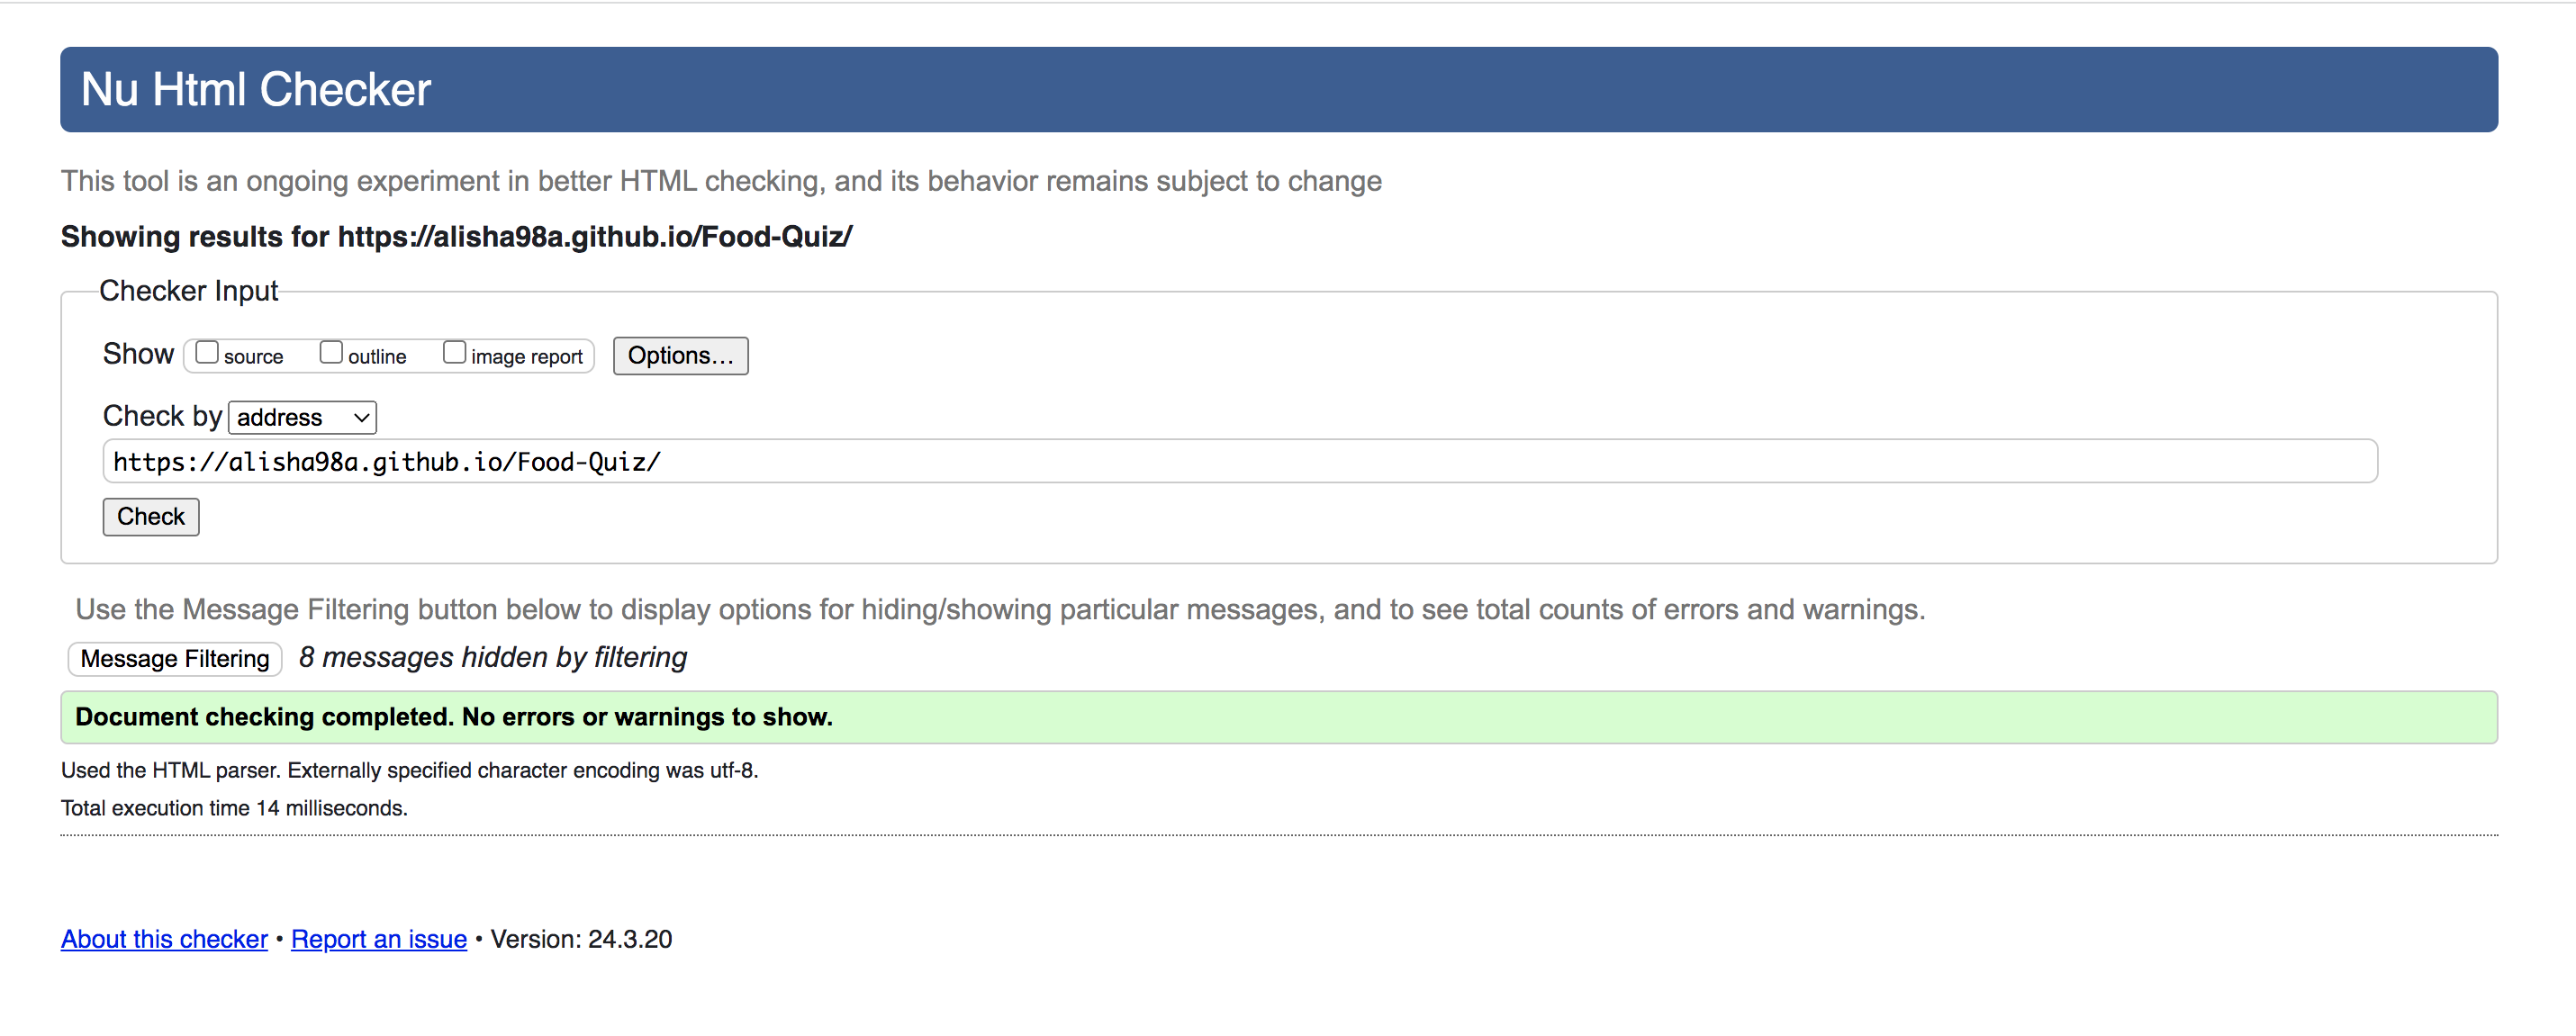 Nu Html Checker
This tool is an ongoing experiment in better HTML checking, and its behavior remains subject to change
Showing results for https://alisha98a.github.io/Food-Quiz/
Checker Input
Show source outline image report Options...
Check by address
https://alisha98a.github.io/Food-Quiz/
Check
Use the Message Filtering button below to display options for hiding/showing particular messages, and to see total counts of errors and warnings.
Message Filtering 8 messages hidden by filtering
Document checking completed. No errors or warnings to show.
Used the HTML parser. Externally specified character encoding was utf-8.
Total execution time 14 milliseconds.
About this checker • Report an issue • Version: 24.3.20